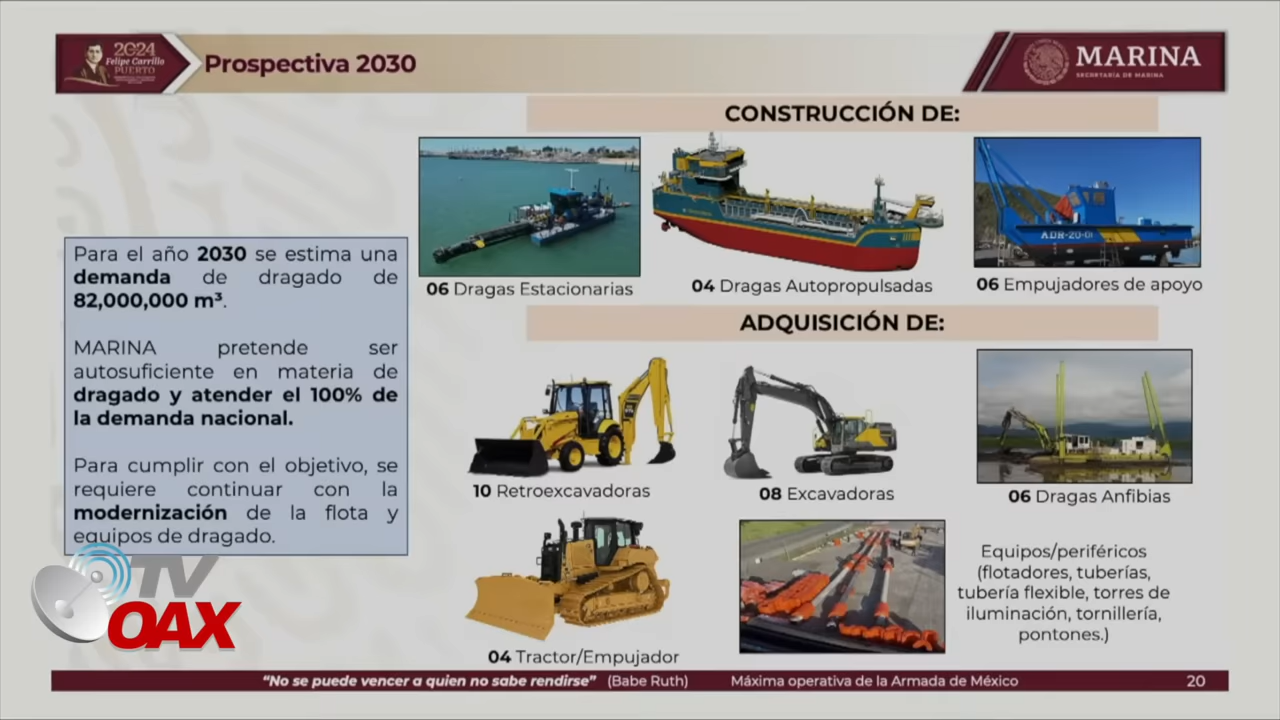 2024
Felipe Carrillo
PUERTO
Prospectiva 2030
MARINA
SECRETARÍA DE MARINA
CONSTRUCCIÓN DE:
ADR-20-01
06 Dragas Estacionarias
04 Dragas Autopropulsadas
06 Empujadores de apoyo
Para el año 2030 se estima una
demanda de dragado de
82,000,000 m³.
MARINA pretende ser
autosuficiente en materia de
dragado y atender el 100% de
la demanda nacional.
Para cumplir con el objetivo, se
requiere continuar con la
modernización de la flota y
equipos de dragado.
ADQUISICIÓN DE:
10 Retroexcavadoras
08 Excavadoras
06 Dragas Anfibias
04 Tractor/Empujador
Equipos/periféricos
(flotadores, tuberías,
tubería flexible, torres de
iluminación, tornillería,
pontones.)
TV
OAX
“No se puede vencer a quien no sabe rendirse” (Babe Ruth) Máxima operativa de la Armada de México 20